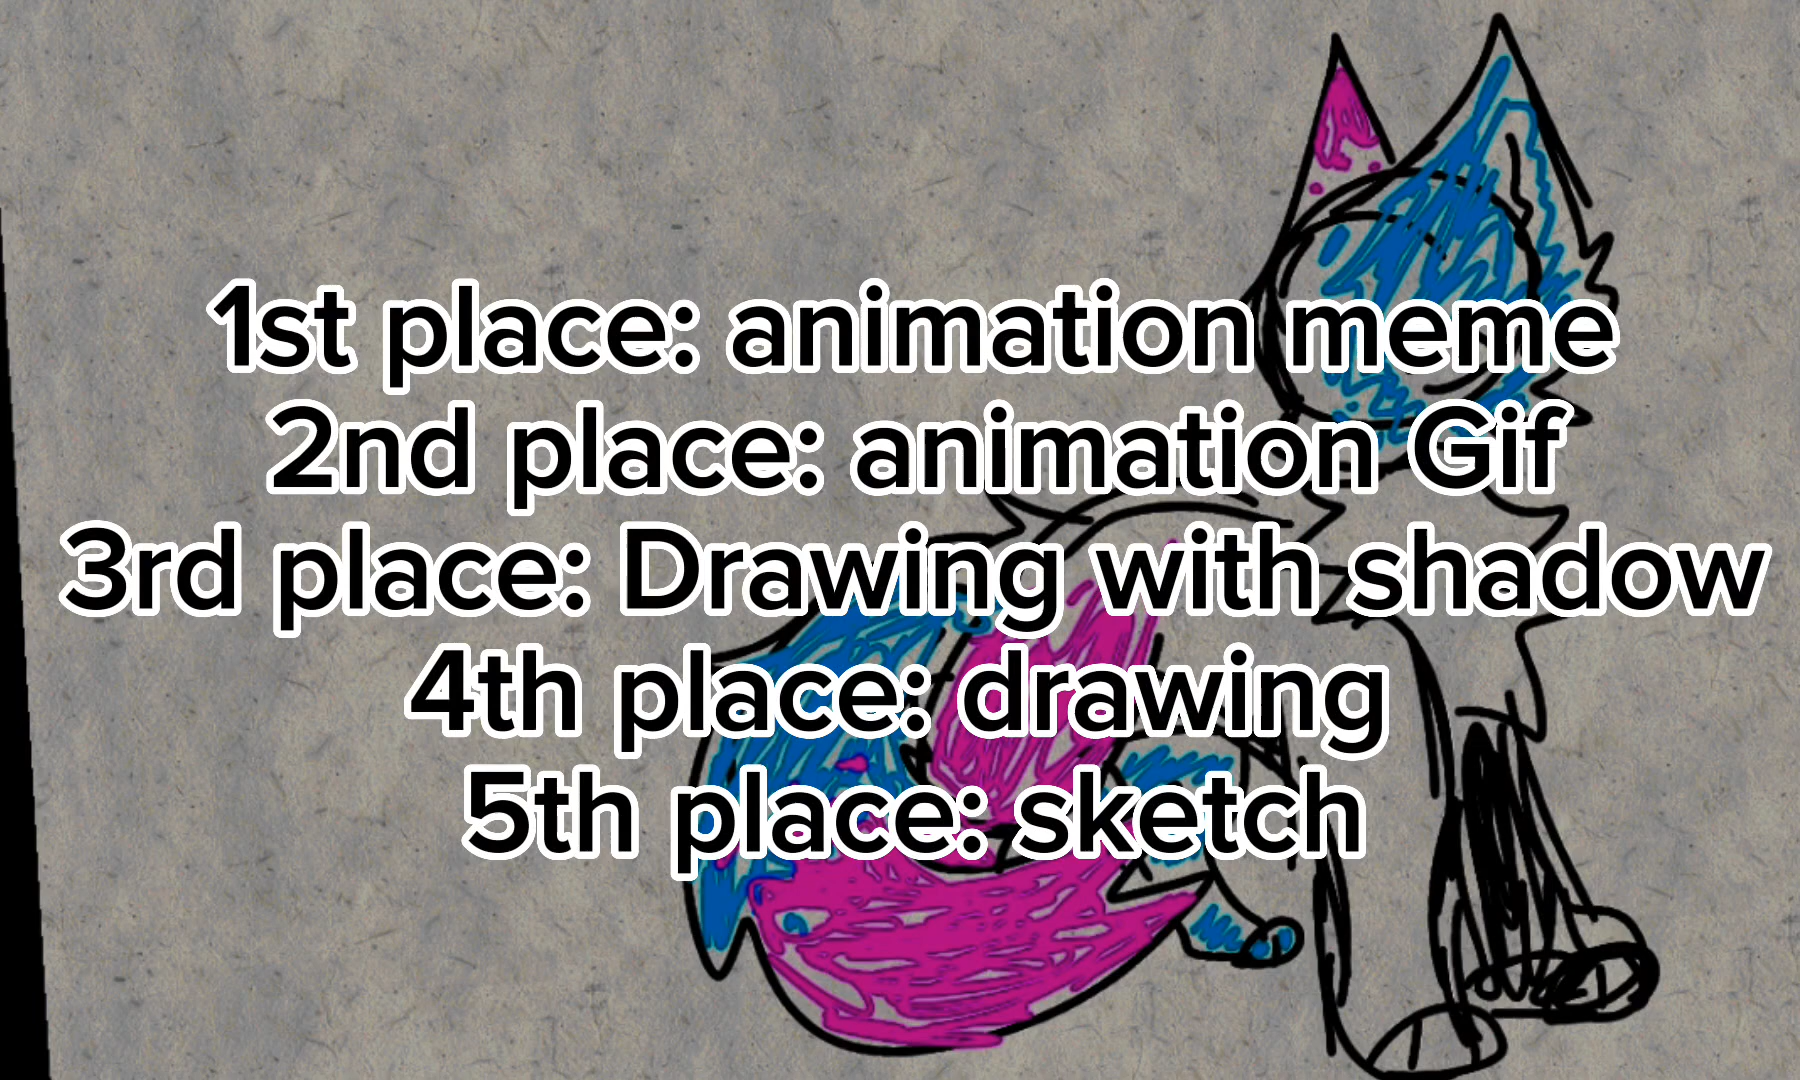 1st place: animation meme
2nd place: animation Gif
3rd place: Drawing with shadow
4th place: drawing
5th place: sketch